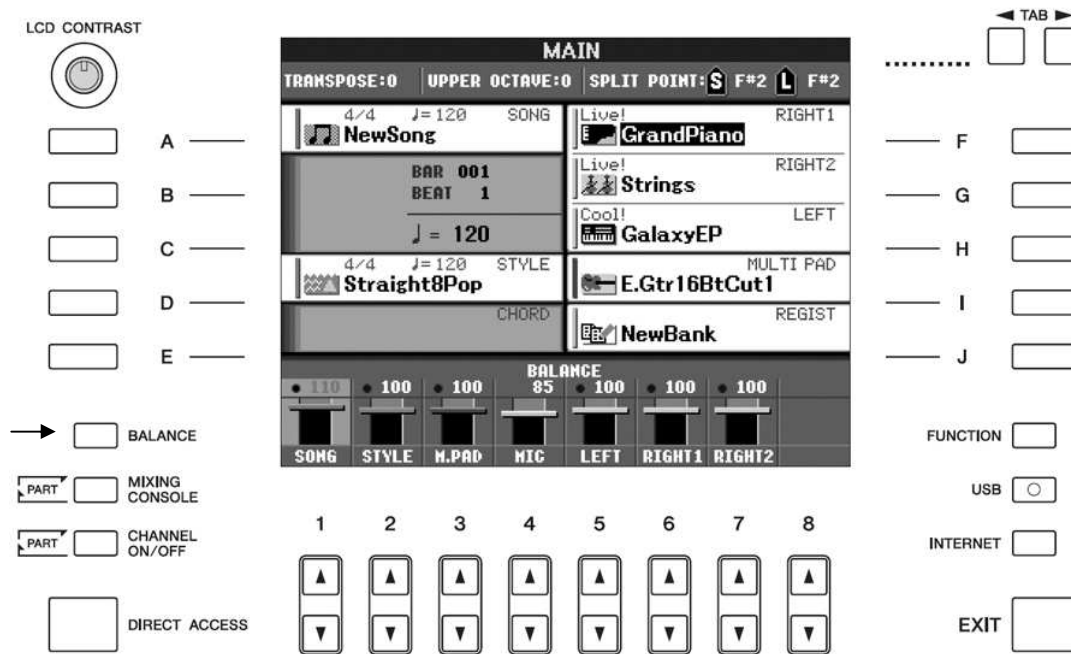 LCD CONTRAST
◄ TAB ►
MAIN
TRANSPOSE:0 UPPER OCTAVE:0 SPLIT POINT: S F#2 L F#2
4/4 ♩=120 SONG
NewSong
Live! RIGHT1
GrandPiano
BAR 001
BEAT 1
♩= 120
Live! RIGHT2
Strings
Cool! LEFT
GalaxyEP
4/4 ♩=120 STYLE
Straight8Pop
MULTI PAD
E.Gtr16BtCut1
CHORD
REGIST
NewBank
BALANCE
110 100 100 85 100 100 100
SONG STYLE M.PAD MIC LEFT RIGHT1 RIGHT2
A
B
C
D
E
F
G
H
I
J
BALANCE
PART MIXING CONSOLE
PART CHANNEL ON/OFF
DIRECT ACCESS
1 2 3 4 5 6 7 8
FUNCTION
USB
INTERNET
EXIT